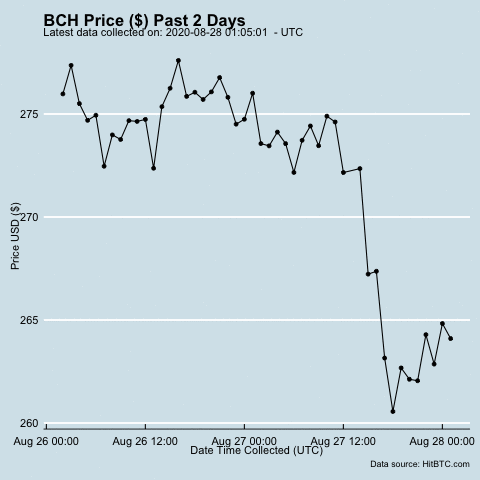 BCH Price ($) Past 2 Days
Latest data collected on: 2020-08-28 01:05:01 - UTC
275
270
265
260
Price USD ($)
Aug 26 00:00 Aug 26 12:00 Aug 27 00:00 Aug 27 12:00 Aug 28 00:00
Date Time Collected (UTC)
Data source: HitBTC.com